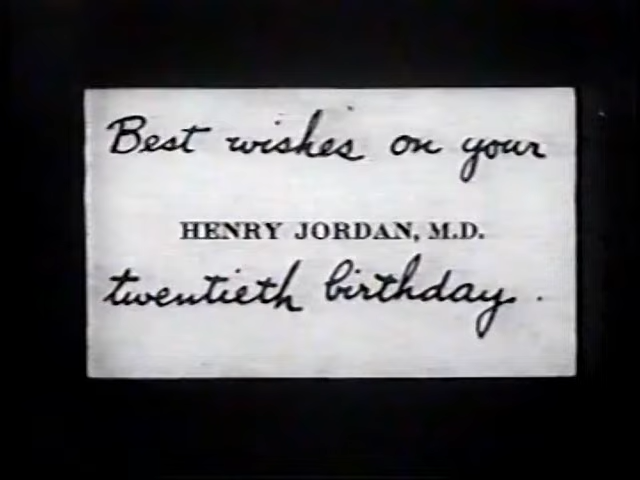 Best wishes on your
HENRY JORDAN, M.D.
twentieth birthday.